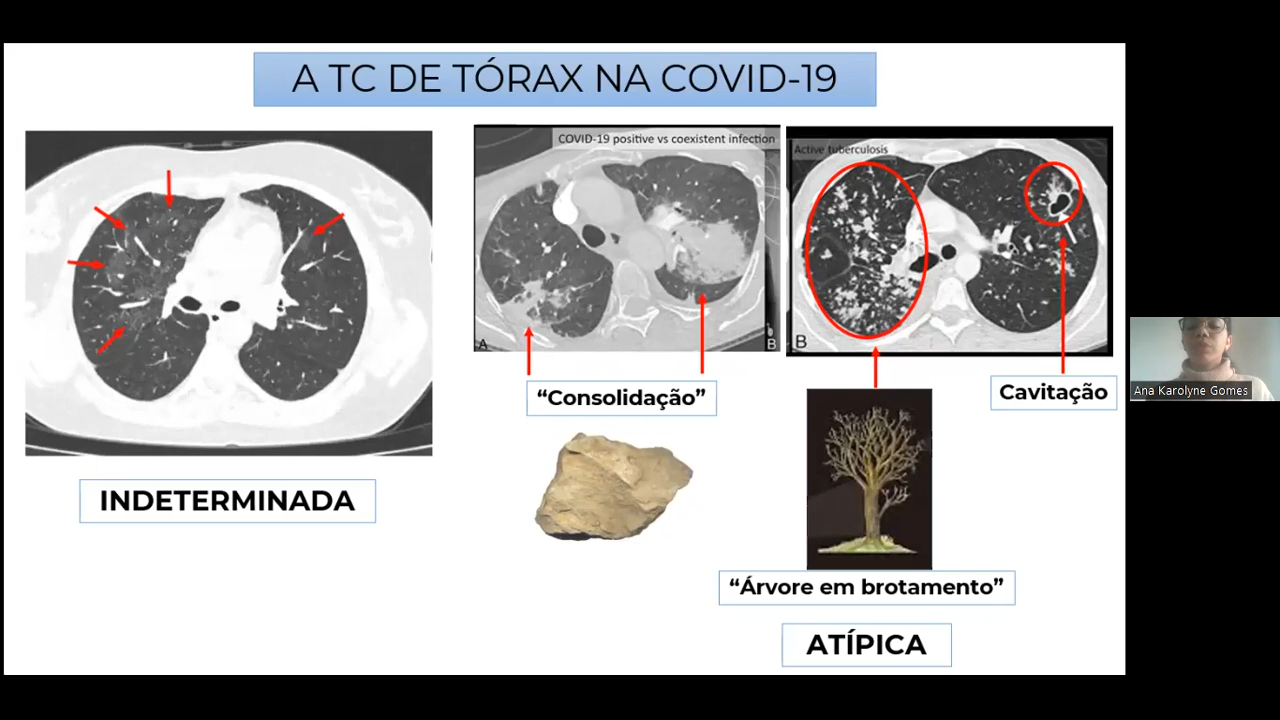 A TC DE TÓRAX NA COVID-19
COVID-19 positive vs coexistent infection
Active tuberculosis
A
B
B
"Consolidação"
Cavitação
Ana Karolyne Gomes
INDETERMINADA
"Árvore em brotamento"
ATÍPICA